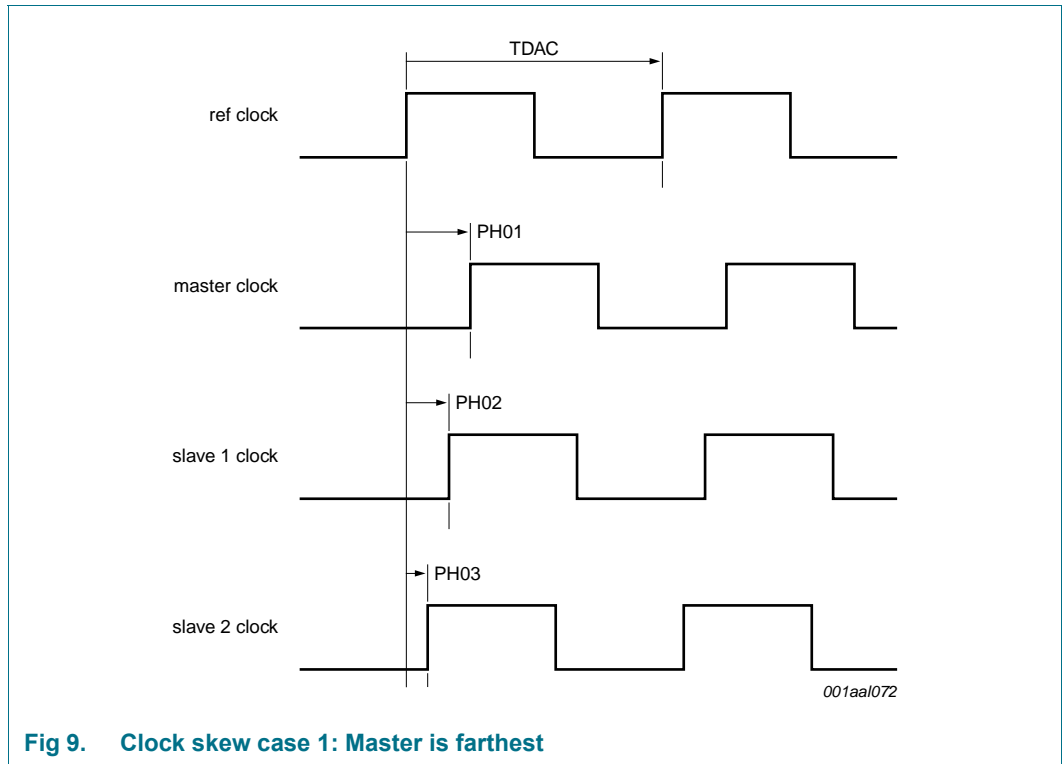 TDAC
ref clock
PH01
master clock
PH02
slave 1 clock
PH03
slave 2 clock
001aal072
Fig 9. Clock skew case 1: Master is farthest